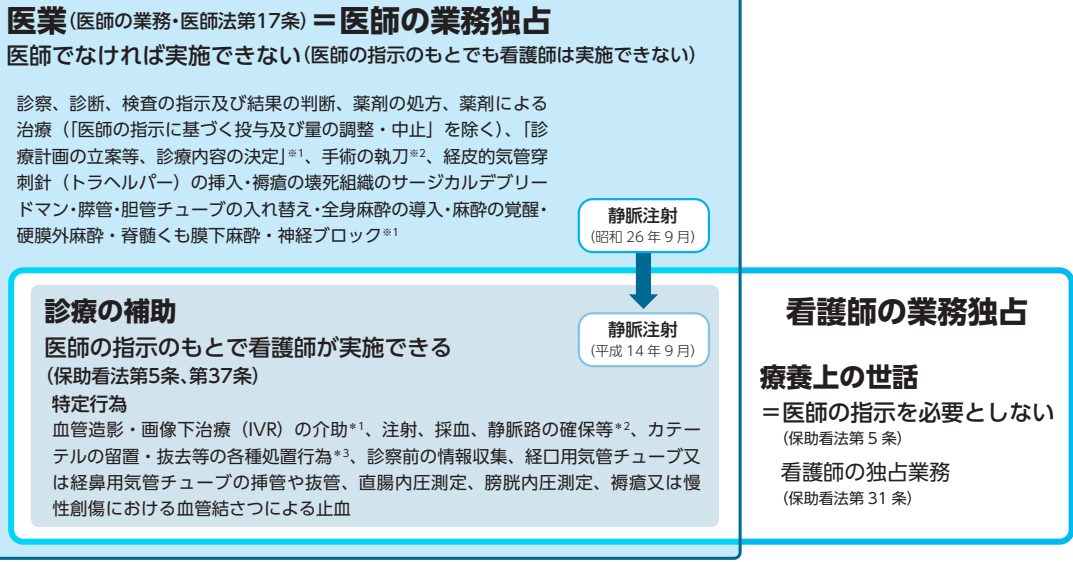 医業(医師の業務・医師法第17条)＝医師の業務独占
医師でなければ実施できない(医師の指示のもとでも看護師は実施できない)
診察、診断、検査の指示及び結果の判断、薬剤の処方、薬剤による
治療（「医師の指示に基づく投与及び量の調整・中止」を除く）、「診
療計画の立案等、診療内容の決定」※1、手術の執刀※2、経皮的気管穿
刺針（トラヘルパー）の挿入・褥瘡の壊死組織のサージカルデブリー
ドマン・膵管・胆管チューブの入れ替え・全身麻酔の導入・麻酔の覚醒・
硬膜外麻酔・脊髄くも膜下麻酔・神経ブロック※1
静脈注射
(昭和 26 年 9 月)
診療の補助
医師の指示のもとで看護師が実施できる
(保助看法第5条、第37条)
静脈注射
(平成 14 年 9 月)
特定行為
血管造影・画像下治療（IVR）の介助*1、注射、採血、静脈路の確保等*2、カテー
テルの留置・抜去等の各種処置行為*3、診察前の情報収集、経口用気管チューブ又
は経鼻用気管チューブの挿管や抜管、直腸内圧測定、膀胱内圧測定、褥瘡又は慢
性創傷における血管結さつによる止血
看護師の業務独占
療養上の世話
＝医師の指示を必要としない
(保助看法第 5 条)
看護師の独占業務
(保助看法第 31 条)